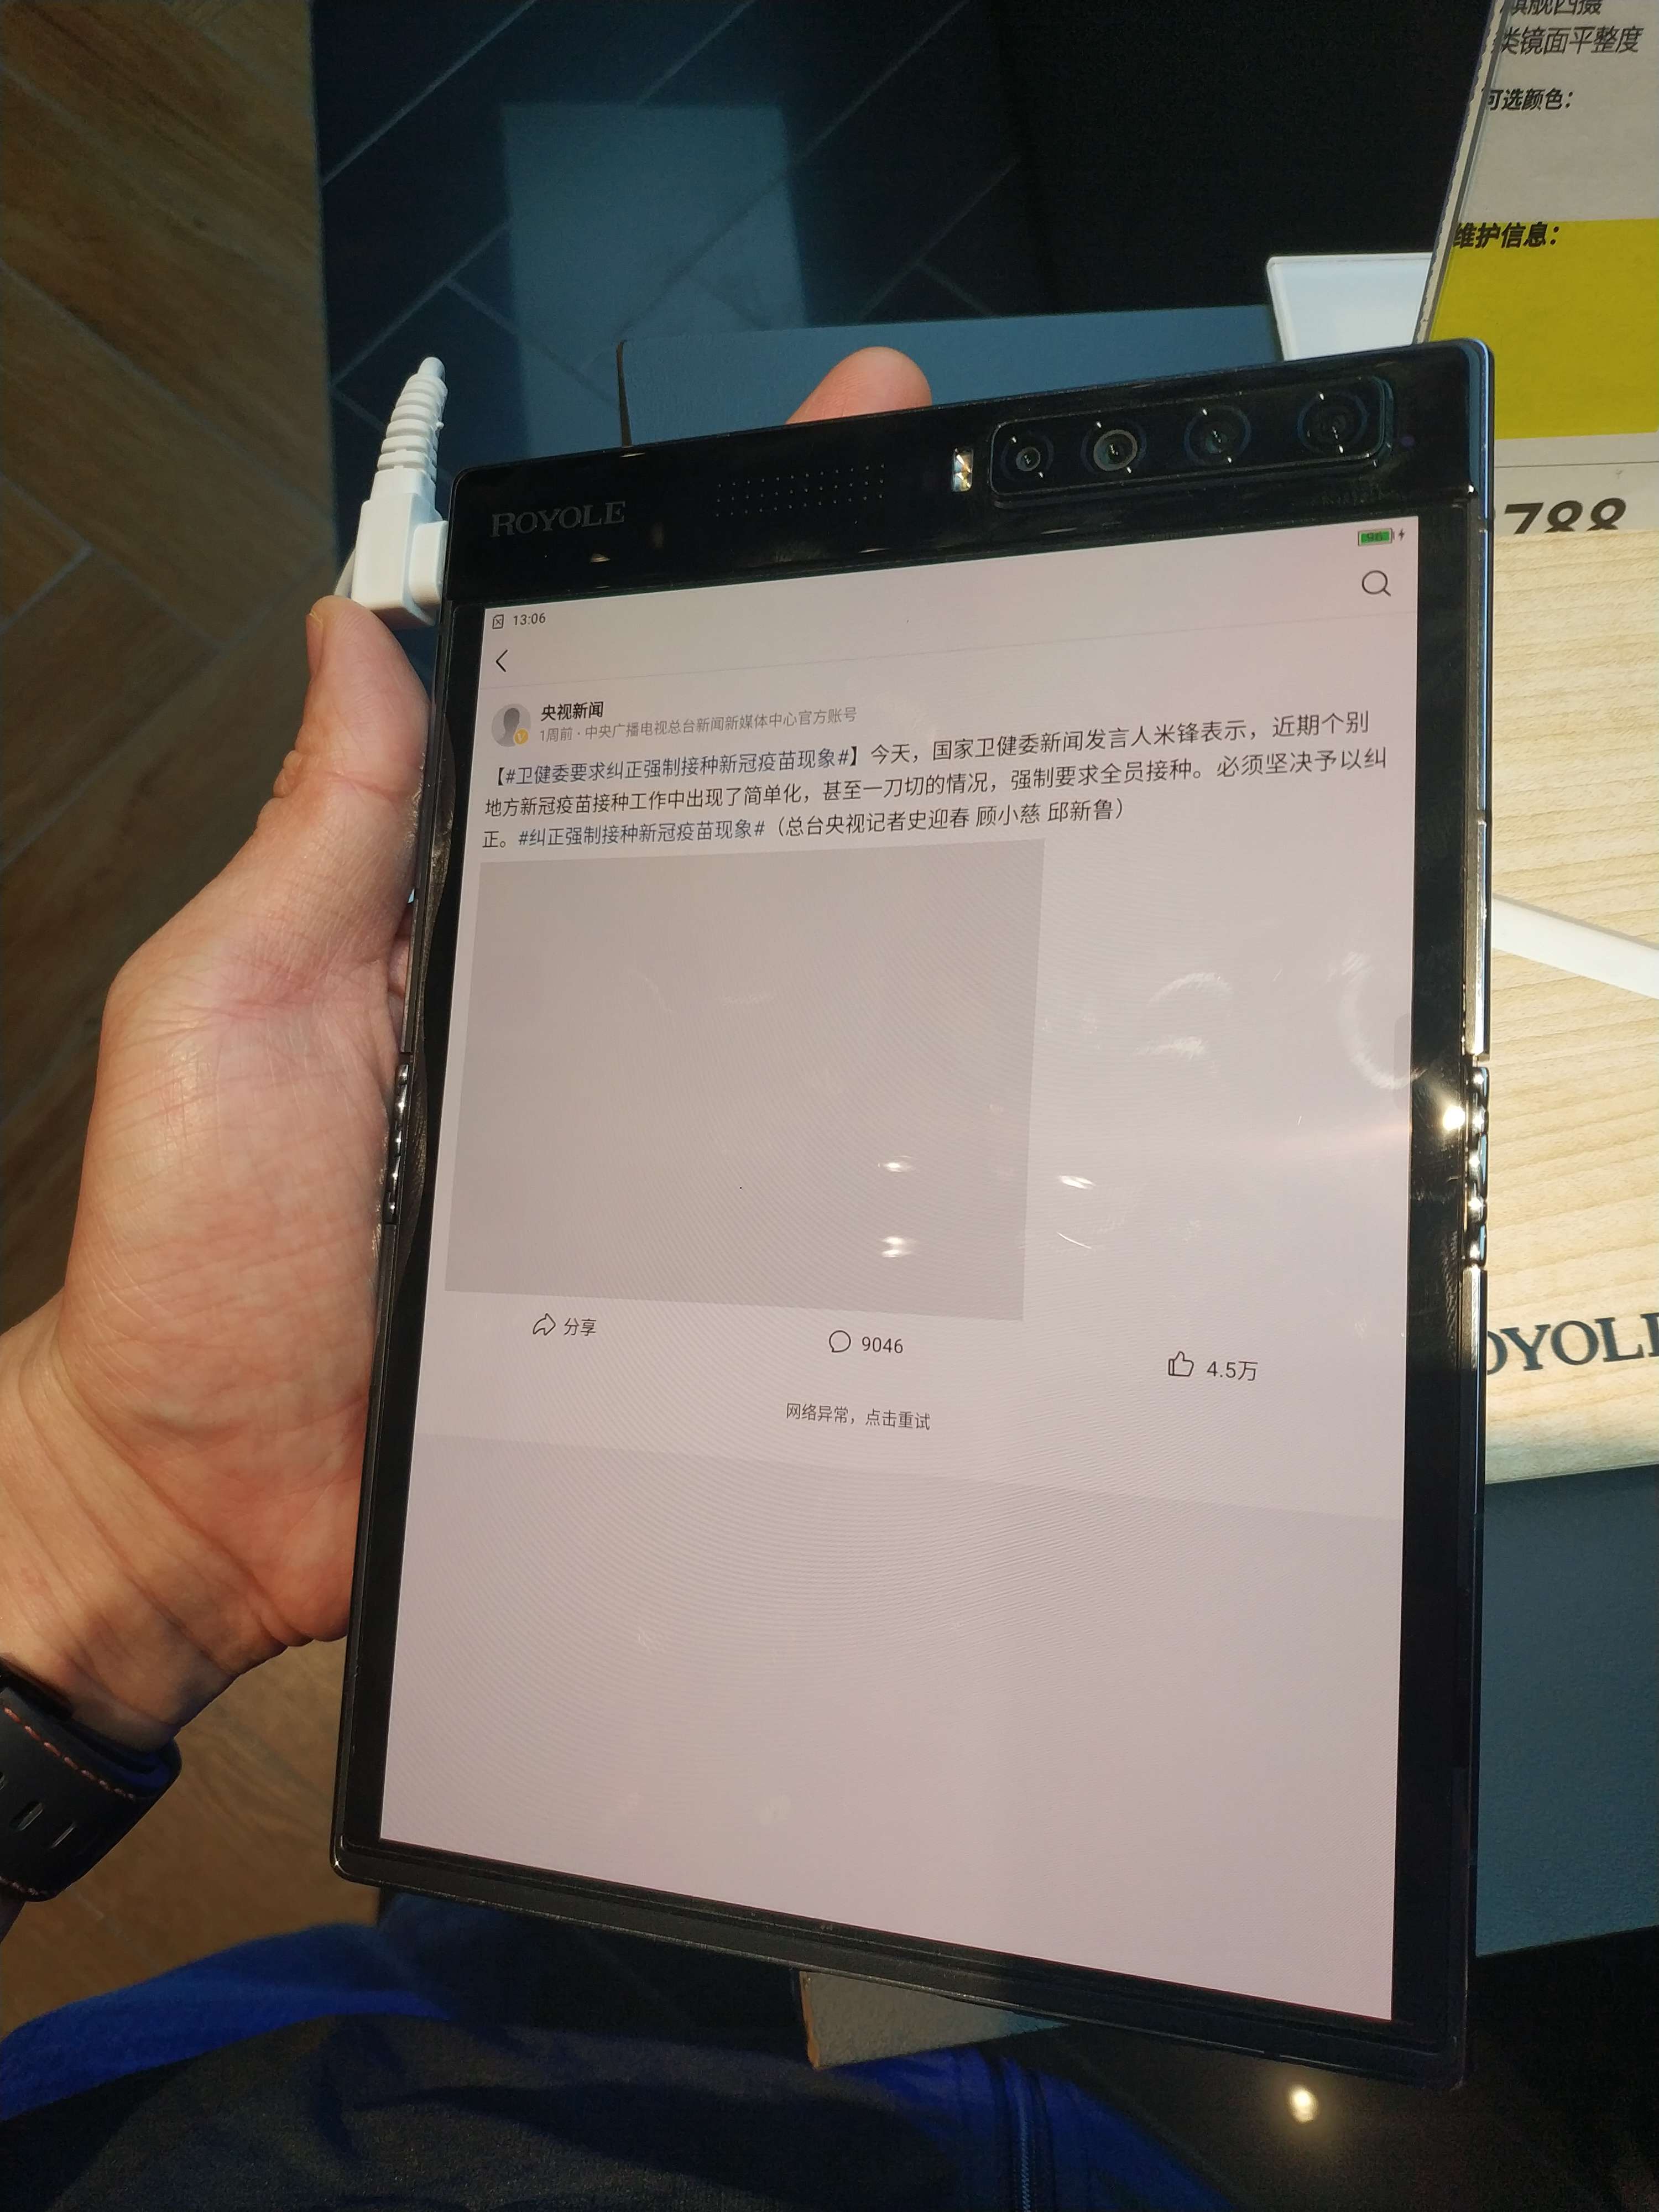 旗舰四摄
类镜面平整度
可选颜色：
维护信息：
788
ROYOLE
96
13:06
央视新闻
1周前 · 中央广播电视总台新闻新媒体中心官方账号
【#卫健委要求纠正强制接种新冠疫苗现象#】今天，国家卫健委新闻发言人米锋表示，近期个别
地方新冠疫苗接种工作中出现了简单化，甚至一刀切的情况，强制要求全员接种。必须坚决予以纠
正。#纠正强制接种新冠疫苗现象#（总台央视记者史迎春 顾小慈 邱新鲁）
分享
9046
4.5万
网络异常，点击重试
OYOLE